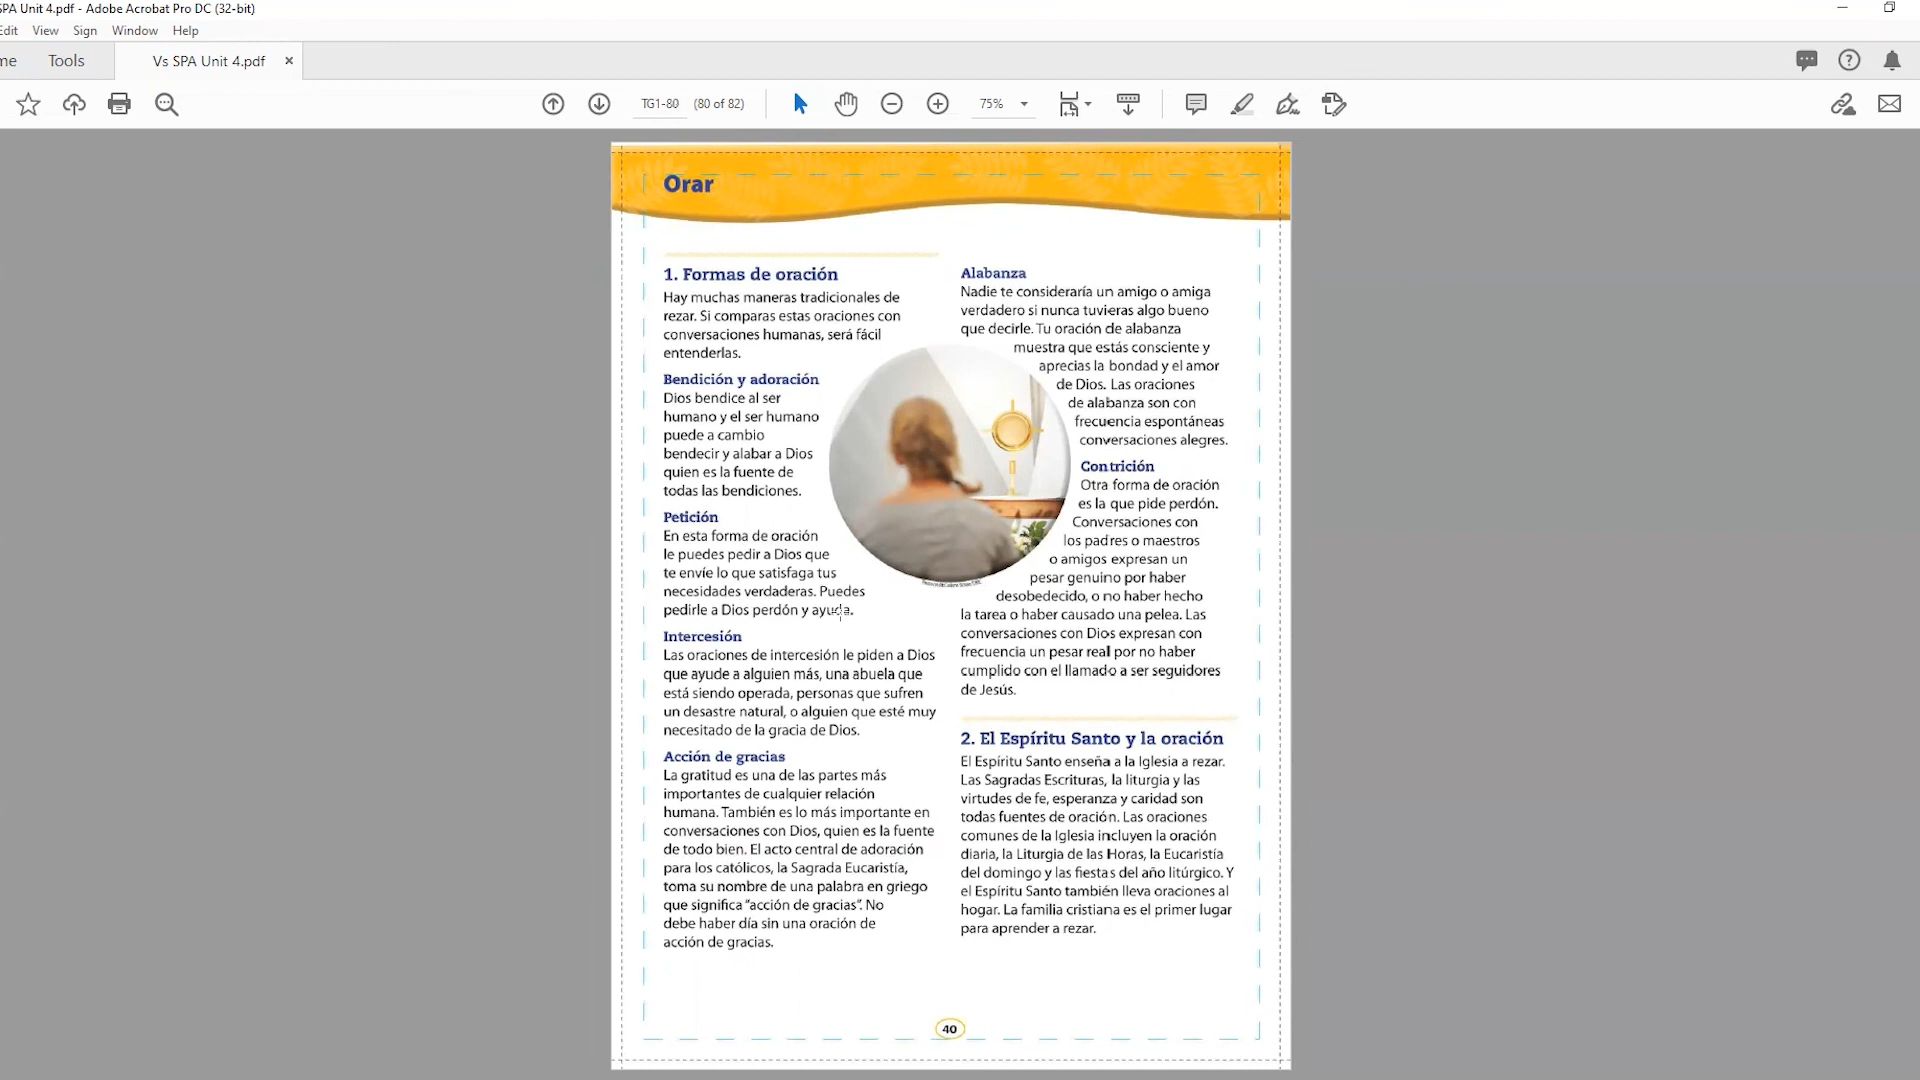 SPA Unit 4.pdf - Adobe Acrobat Pro DC (32-bit)
Edit View Sign Window Help
me Tools Vs SPA Unit 4.pdf ×
TG1-80 (80 of 82) 75%
Orar
1. Formas de oración
Hay muchas maneras tradicionales de
rezar. Si comparas estas oraciones con
conversaciones humanas, será fácil
entenderlas.
Bendición y adoración
Dios bendice al ser
humano y el ser humano
puede a cambio
bendecir y alabar a Dios
quien es la fuente de
todas las bendiciones.
Petición
En esta forma de oración
le puedes pedir a Dios que
te envíe lo que satisfaga tus
necesidades verdaderas. Puedes
pedirle a Dios perdón y ayuda.
Intercesión
Las oraciones de intercesión le piden a Dios
que ayude a alguien más, una abuela que
está siendo operada, personas que sufren
un desastre natural, o alguien que esté muy
necesitado de la gracia de Dios.
Acción de gracias
La gratitud es una de las partes más
importantes de cualquier relación
humana. También es lo más importante en
conversaciones con Dios, quien es la fuente
de todo bien. El acto central de adoración
para los católicos, la Sagrada Eucaristía,
toma su nombre de una palabra en griego
que significa “acción de gracias”. No
debe haber día sin una oración de
acción de gracias.
Alabanza
Nadie te consideraría un amigo o amiga
verdadero si nunca tuvieras algo bueno
que decirle. Tu oración de alabanza
muestra que estás consciente y
aprecias la bondad y el amor
de Dios. Las oraciones
de alabanza son con
frecuencia espontáneas
conversaciones alegres.
Contrición
Otra forma de oración
es la que pide perdón.
Conversaciones con
los padres o maestros
o amigos expresan un
pesar genuino por haber
desobedecido, o no haber hecho
la tarea o haber causado una pelea. Las
conversaciones con Dios expresan con
frecuencia un pesar real por no haber
cumplido con el llamado a ser seguidores
de Jesús.
2. El Espíritu Santo y la oración
El Espíritu Santo enseña a la Iglesia a rezar.
Las Sagradas Escrituras, la liturgia y las
virtudes de fe, esperanza y caridad son
todas fuentes de oración. Las oraciones
comunes de la Iglesia incluyen la oración
diaria, la Liturgia de las Horas, la Eucaristía
del domingo y las fiestas del año litúrgico. Y
el Espíritu Santo también lleva oraciones al
hogar. La familia cristiana es el primer lugar
para aprender a rezar.
40